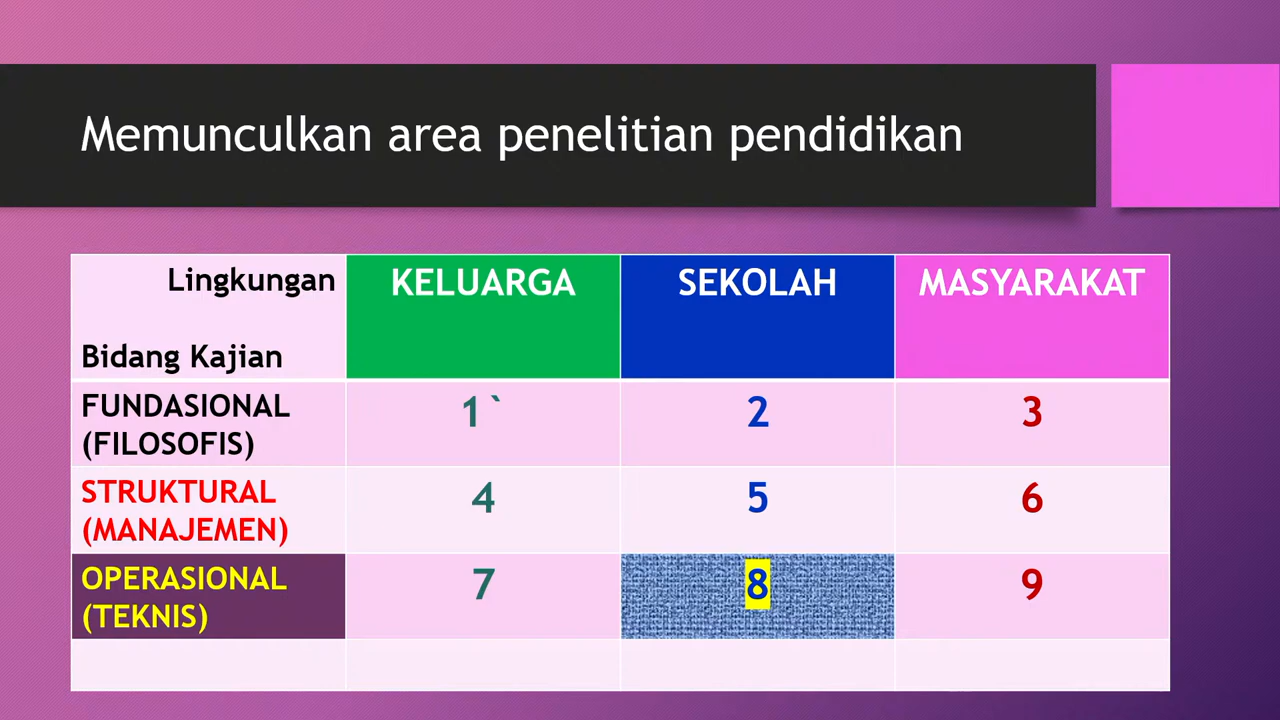 Memunculkan area penelitian pendidikan
Lingkungan
Bidang Kajian
KELUARGA
SEKOLAH
MASYARAKAT
FUNDASIONAL
(FILOSOFIS)
1 `
2
3
STRUKTURAL
(MANAJEMEN)
4
5
6
OPERASIONAL
(TEKNIS)
7
8
9